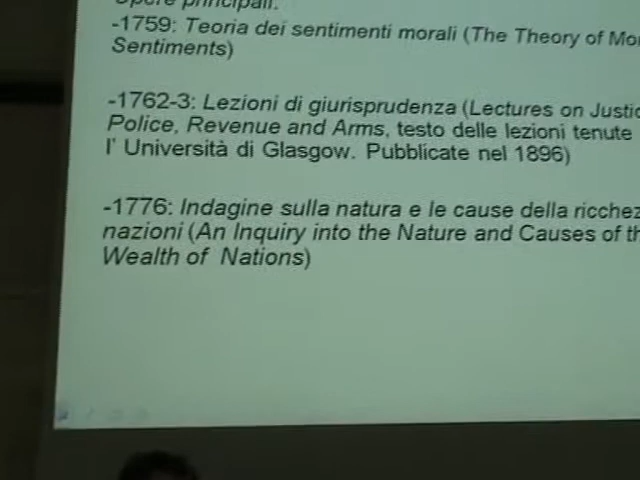 Opere principali:
-1759: Teoria dei sentimenti morali (The Theory of
Sentiments)
-1762-3: Lezioni di giurisprudenza (Lectures on
Police, Revenue and Arms, testo delle lezioni tenute
l' Università di Glasgow. Pubblicate nel 1896)
-1776: Indagine sulla natura e le cause della
nazioni (An Inquiry into the Nature and Causes of
Wealth of Nations)